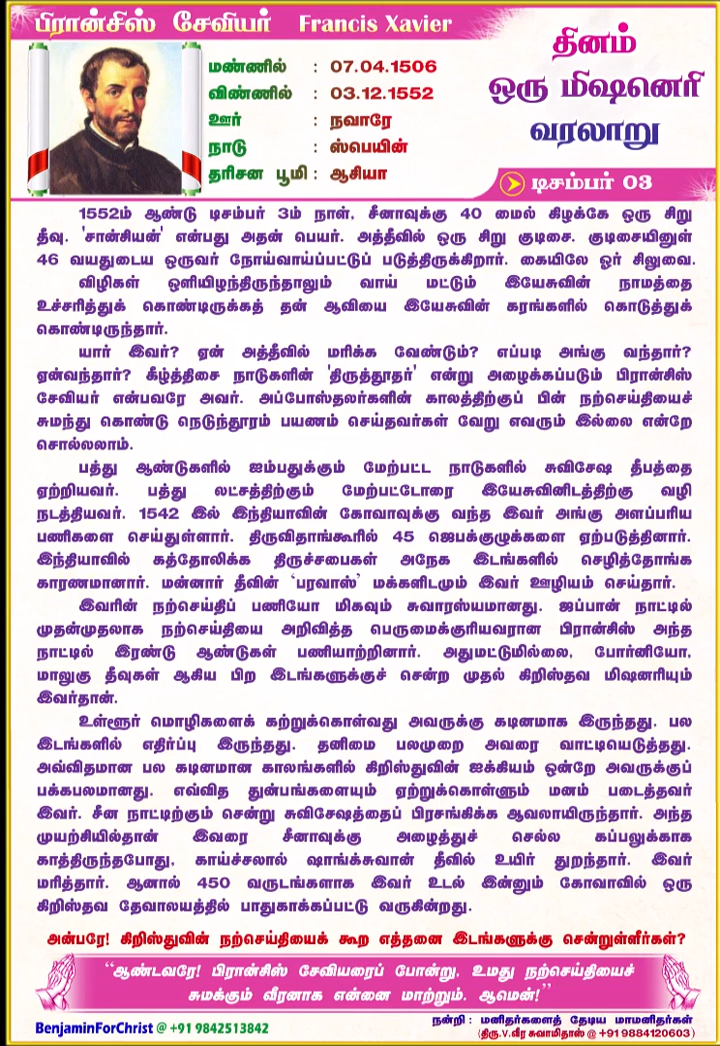 பிரான்சிஸ் சேவியர் Francis Xavier
தினம்
ஒரு மிஷனெரி
வரலாறு
மண்ணில் : 07.04.1506
விண்ணில் : 03.12.1552
ஊர் : நவாரே
நாடு : ஸ்பெயின்
தரிசன பூமி : ஆசியா
டிசம்பர் 03
1552ம் ஆண்டு டிசம்பர் 3ம் நாள். சீனாவுக்கு 40 மைல் கிழக்கே ஒரு சிறு
தீவு. 'சான்சியன்' என்பது அதன் பெயர். அத்தீவில் ஒரு சிறு குடிசை. குடிசையினுள்
46 வயதுடைய ஒருவர் நோய்வாய்ப்பட்டுப் படுத்திருக்கிறார். கையிலே ஓர் சிலுவை.
விழிகள் ஒளியிழந்திருந்தாலும் வாய் மட்டும் இயேசுவின் நாமத்தை
உச்சரித்துக் கொண்டிருக்கத் தன் ஆவியை இயேசுவின் கரங்களில் கொடுத்துக்
கொண்டிருந்தார்.
யார் இவர்? ஏன் அத்தீவில் மரிக்க வேண்டும்? எப்படி அங்கு வந்தார்?
ஏன்வந்தார்? கீழ்த்திசை நாடுகளின் 'திருத்தூதர்' என்று அழைக்கப்படும் பிரான்சிஸ்
சேவியர் என்பவரே அவர். அப்போஸ்தலர்களின் காலத்திற்குப் பின் நற்செய்தியைச்
சுமந்து கொண்டு நெடுந்தூரம் பயணம் செய்தவர்கள் வேறு எவரும் இல்லை என்றே
சொல்லலாம்.
பத்து ஆண்டுகளில் ஐம்பதுக்கும் மேற்பட்ட நாடுகளில் சுவிசேஷ தீபத்தை
ஏற்றியவர். பத்து லட்சத்திற்கும் மேற்பட்டோரை இயேசுவினிடத்திற்கு வழி
நடத்தியவர். 1542 இல் இந்தியாவின் கோவாவுக்கு வந்த இவர் அங்கு அளப்பரிய
பணிகளை செய்துள்ளார். திருவிதாங்கூரில் 45 ஜெபக்குழுக்களை ஏற்படுத்தினார்.
இந்தியாவில் கத்தோலிக்க திருச்சபைகள் அநேக இடங்களில் செழித்தோங்க
காரணமானார். மன்னார் தீவின் 'பரவாஸ்' மக்களிடமும் இவர் ஊழியம் செய்தார்.
இவரின் நற்செய்திப் பணியோ மிகவும் சுவாரஸ்யமானது. ஜப்பான் நாட்டில்
முதன்முதலாக நற்செய்தியை அறிவித்த பெருமைக்குரியவரான பிரான்சிஸ் அந்த
நாட்டில் இரண்டு ஆண்டுகள் பணியாற்றினார். அதுமட்டுமில்லை, போர்னியோ,
மாலுகு தீவுகள் ஆகிய பிற இடங்களுக்குச் சென்ற முதல் கிறிஸ்தவ மிஷனரியும்
இவர்தான்.
உள்ளூர் மொழிகளைக் கற்றுக்கொள்வது அவருக்கு கடினமாக இருந்தது. பல
இடங்களில் எதிர்ப்பு இருந்தது. தனிமை பலமுறை அவரை வாட்டியெடுத்தது.
அவ்விதமான பல கடினமான காலங்களில் கிறிஸ்துவின் ஐக்கியம் ஒன்றே அவருக்குப்
பக்கபலமானது. எவ்வித துன்பங்களையும் ஏற்றுக்கொள்ளும் மனம் படைத்தவர்
இவர். சீன நாட்டிற்கும் சென்று சுவிசேஷத்தைப் பிரசங்கிக்க ஆவலாயிருந்தார். அந்த
முயற்சியில்தான் இவரை சீனாவுக்கு அழைத்துச் செல்ல கப்பலுக்காக
காத்திருந்தபோது, காய்ச்சலால் ஷாங்க்சுவான் தீவில் உயிர் துறந்தார். இவர்
மரித்தார். ஆனால் 450 வருடங்களாக இவர் உடல் இன்னும் கோவாவில் ஒரு
கிறிஸ்தவ தேவாலயத்தில் பாதுகாக்கப்பட்டு வருகின்றது.
அன்பரே! கிறிஸ்துவின் நற்செய்தியைக் கூற எத்தனை இடங்களுக்கு சென்றுள்ளீர்கள்?
“ஆண்டவரே! பிரான்சிஸ் சேவியரைப் போன்று, உமது நற்செய்தியைச்
சுமக்கும் வீரனாக என்னை மாற்றும். ஆமென்!”
BenjaminForChrist @ +91 9842513842
நன்றி : மனிதர்களைத் தேடிய மாமனிதர்கள்
(திரு.V.வீர சுவாமிதாஸ் @ +91 9884120603)